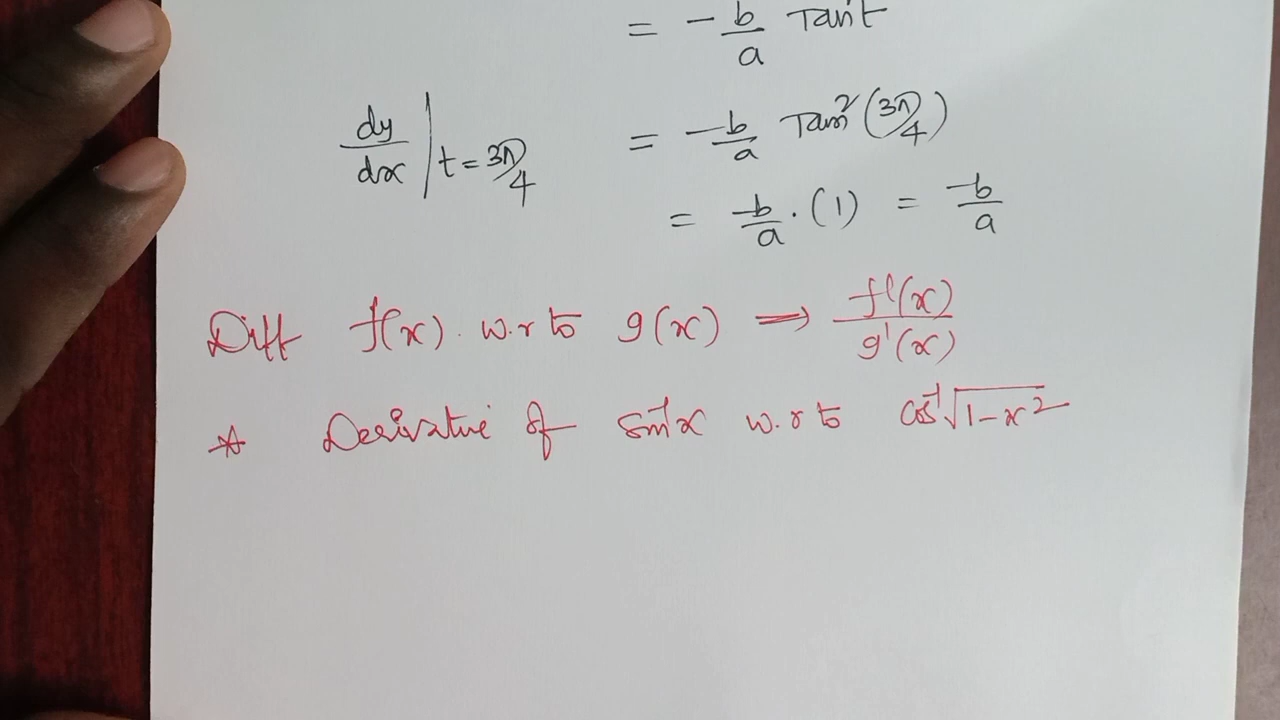 = -b/a Tan t
dy/dx | t = 3π/4 = -b/a Tan²(3π/4)
= -b/a . (1) = -b/a
Diff f(x) w.r to g(x) ⇒ f'(x)/g'(x)
* Derivative of sin⁻¹x w.r to cos⁻¹√1-x²